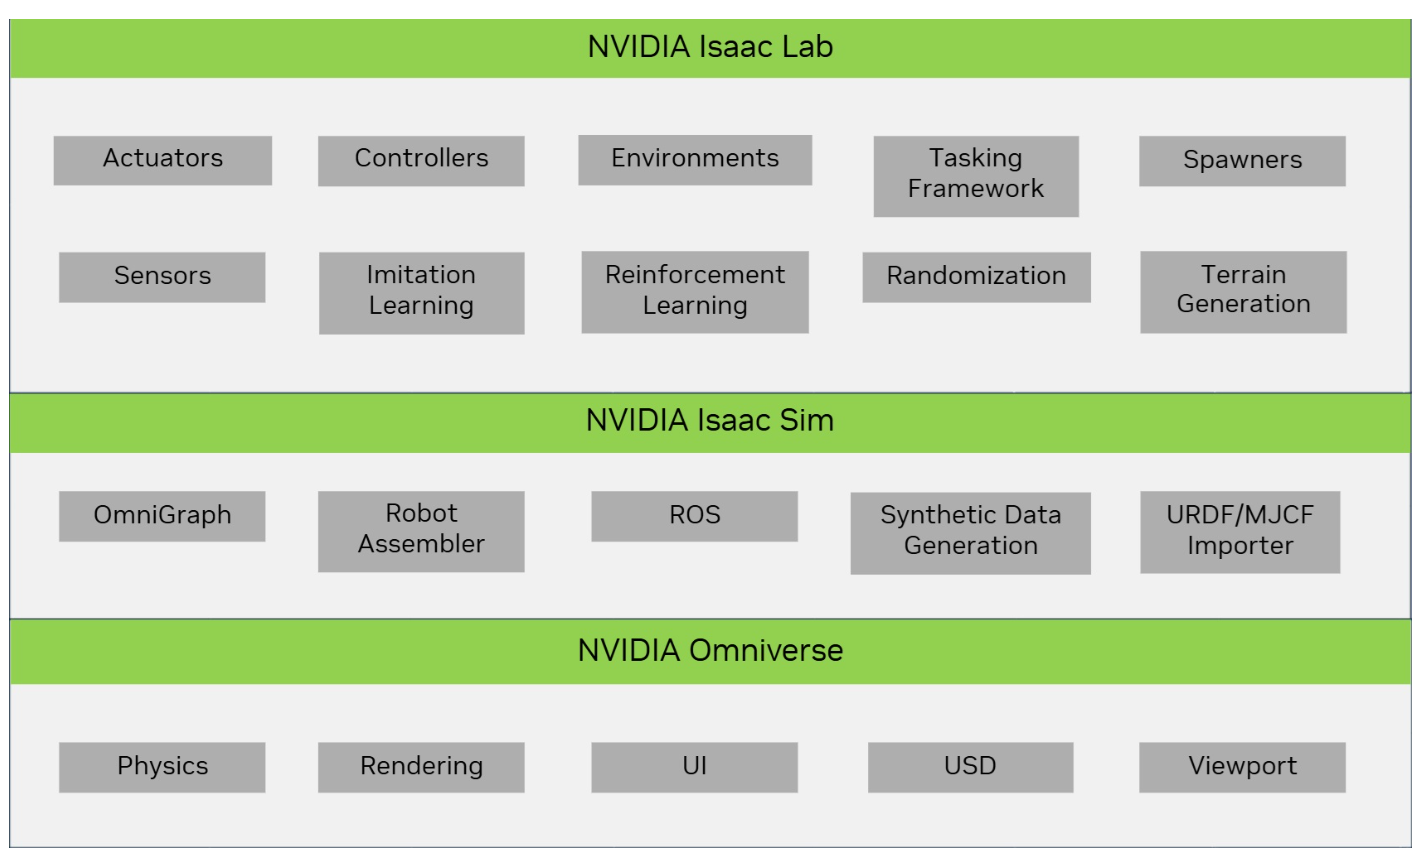 NVIDIA Isaac Lab
Actuators
Controllers
Environments
Tasking
Framework
Spawners
Sensors
Imitation
Learning
Reinforcement
Learning
Randomization
Terrain
Generation
NVIDIA Isaac Sim
OmniGraph
Robot
Assembler
ROS
Synthetic Data
Generation
URDF/MJCF
Importer
NVIDIA Omniverse
Physics
Rendering
UI
USD
Viewport